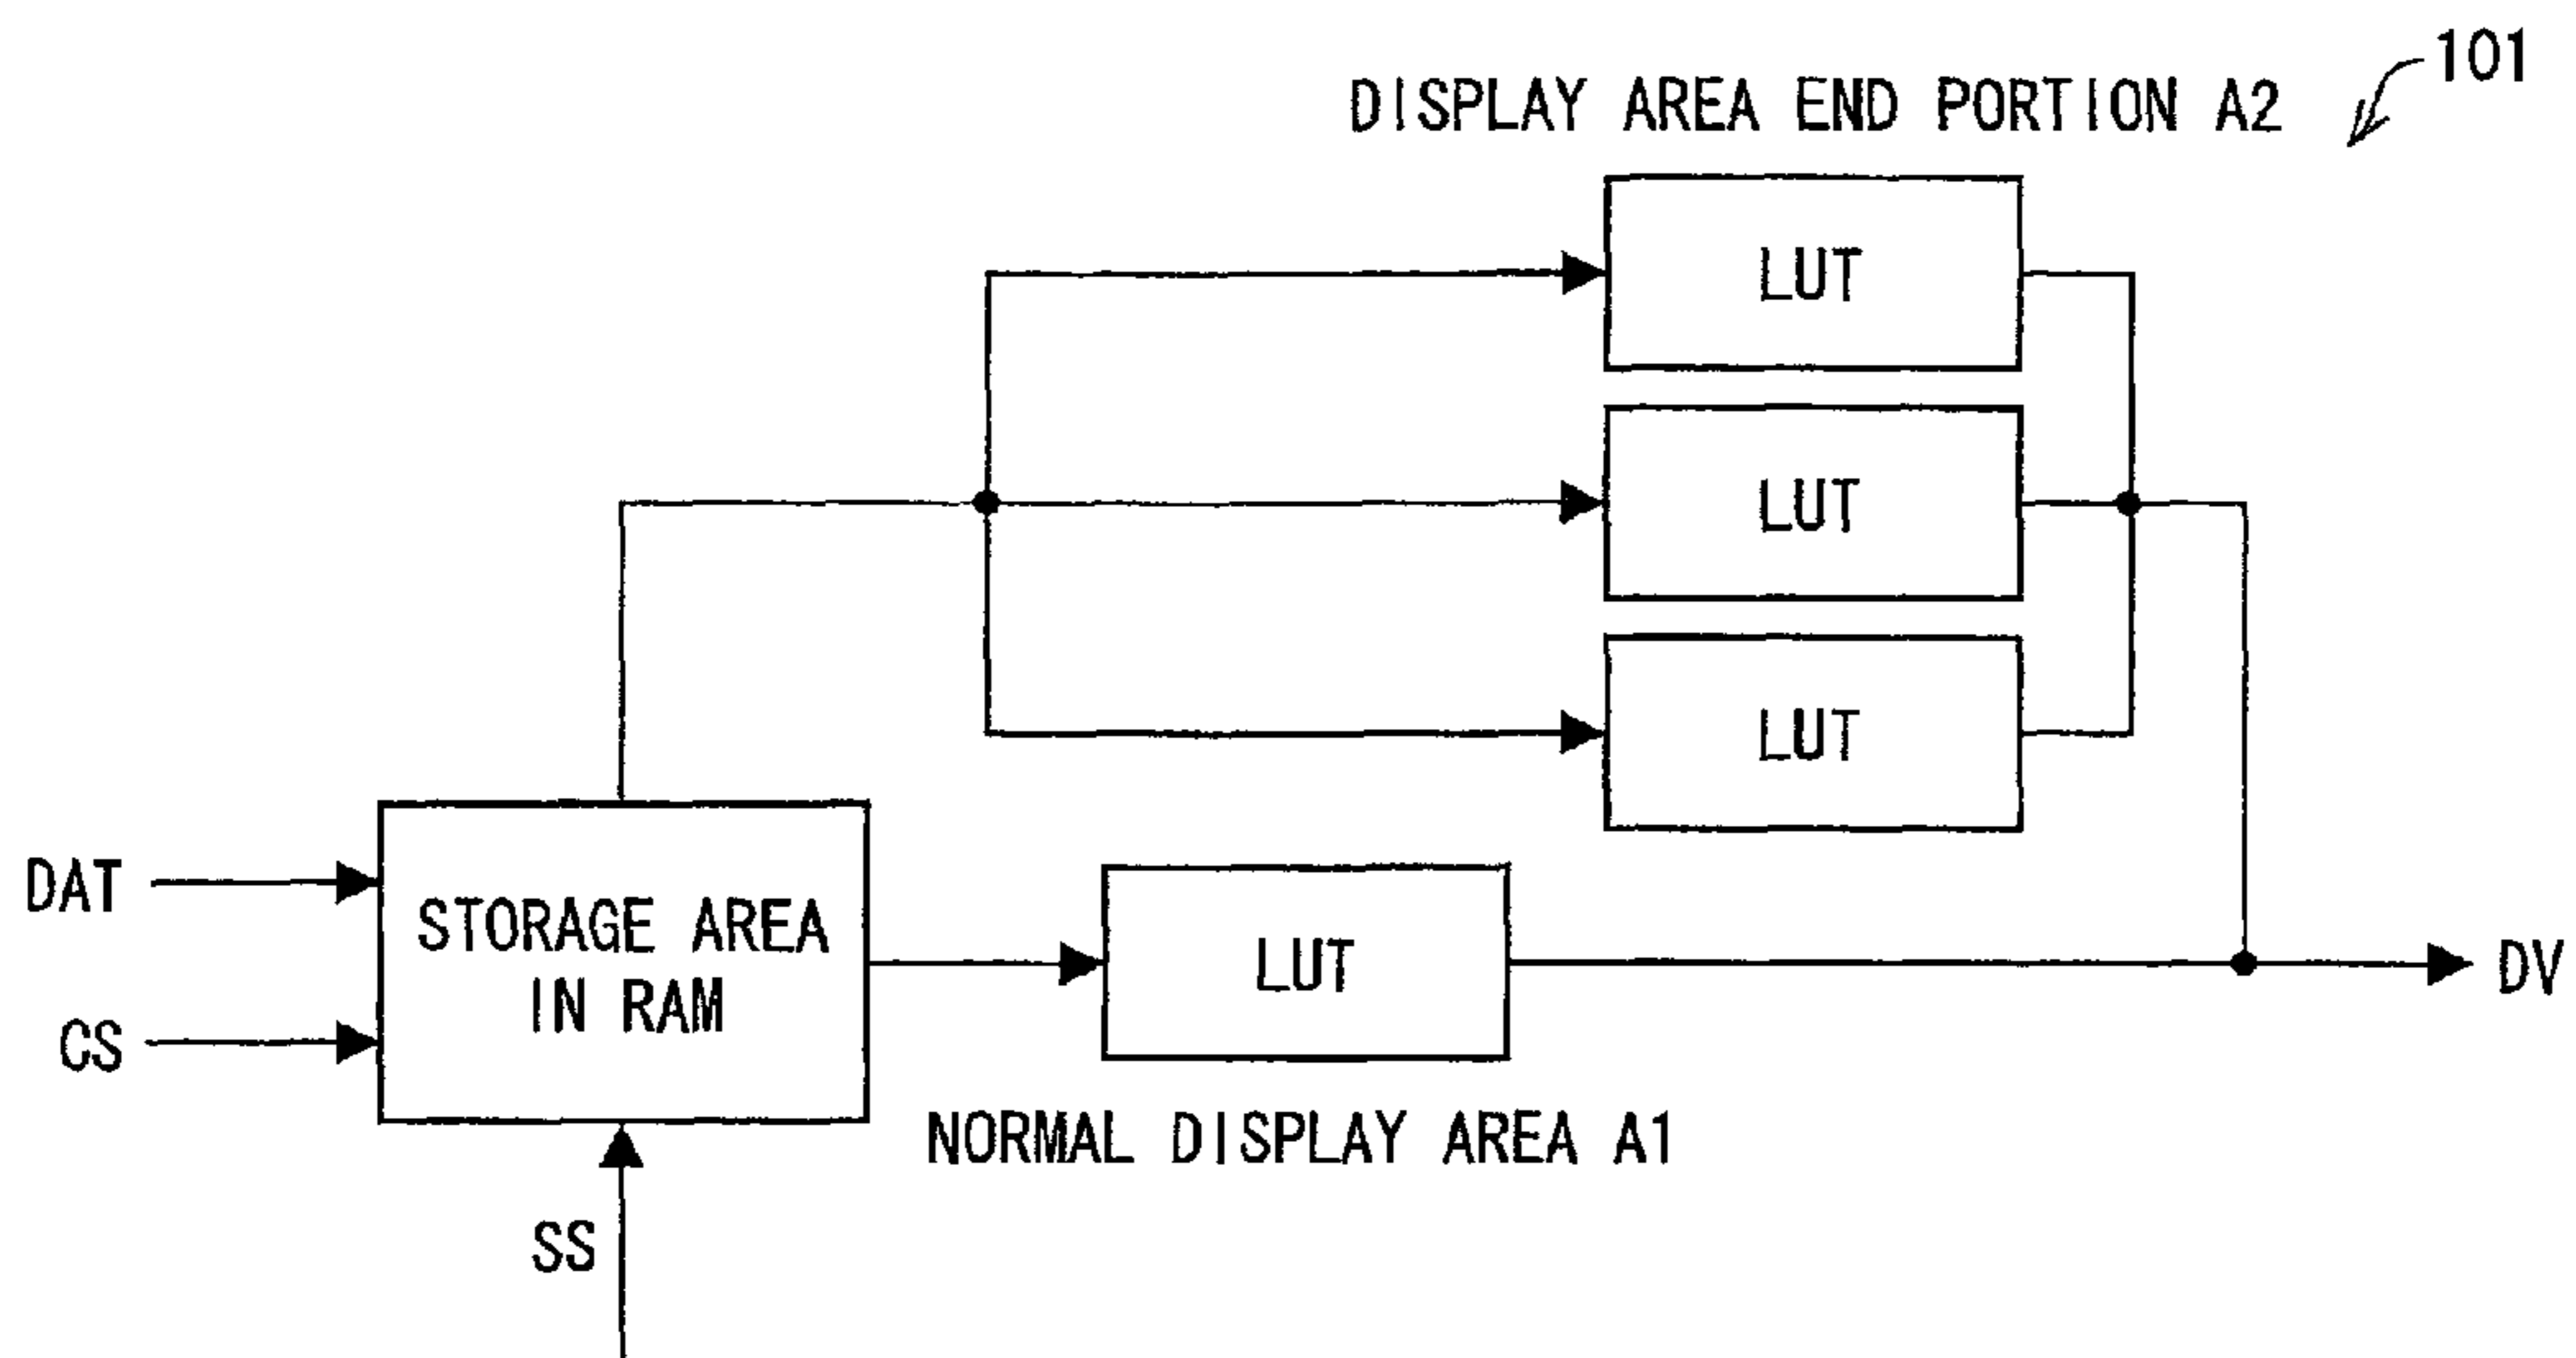 101
DISPLAY AREA END PORTION A2
LUT
LUT
LUT
DAT
STORAGE AREA
IN RAM
LUT
DV
CS
NORMAL DISPLAY AREA A1
SS